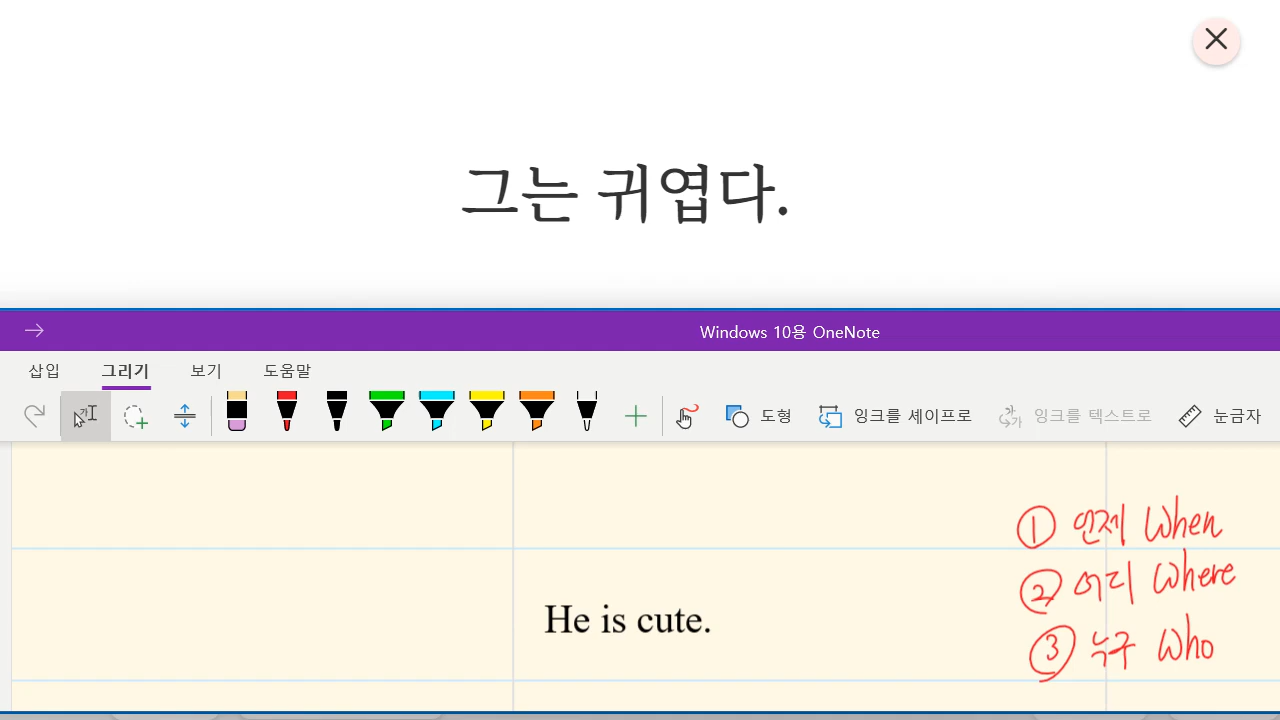 그는 귀엽다.
Windows 10용 OneNote
삽입 그리기 보기 도움말
도형 잉크를 셰이프로 잉크를 텍스트로 눈금자
① 언제 When
② 어디 Where
He is cute.
③ 누구 Who